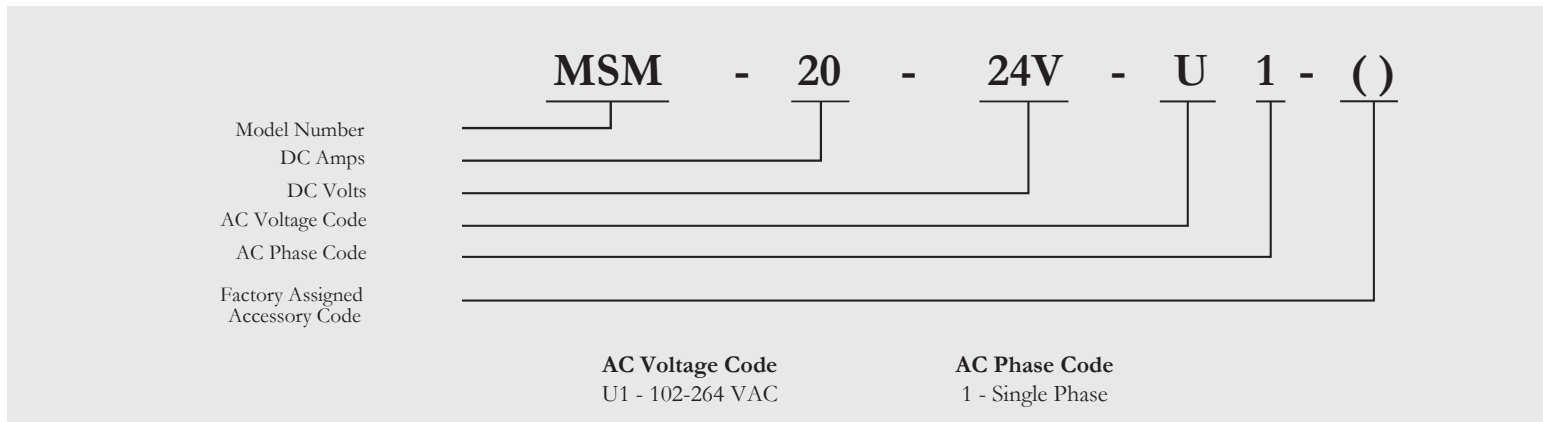 MSM - 20 - 24V - U 1 - ( )
Model Number
DC Amps
DC Volts
AC Voltage Code
AC Phase Code
Factory Assigned
Accessory Code
AC Voltage Code
U1 - 102-264 VAC
AC Phase Code
1 - Single Phase